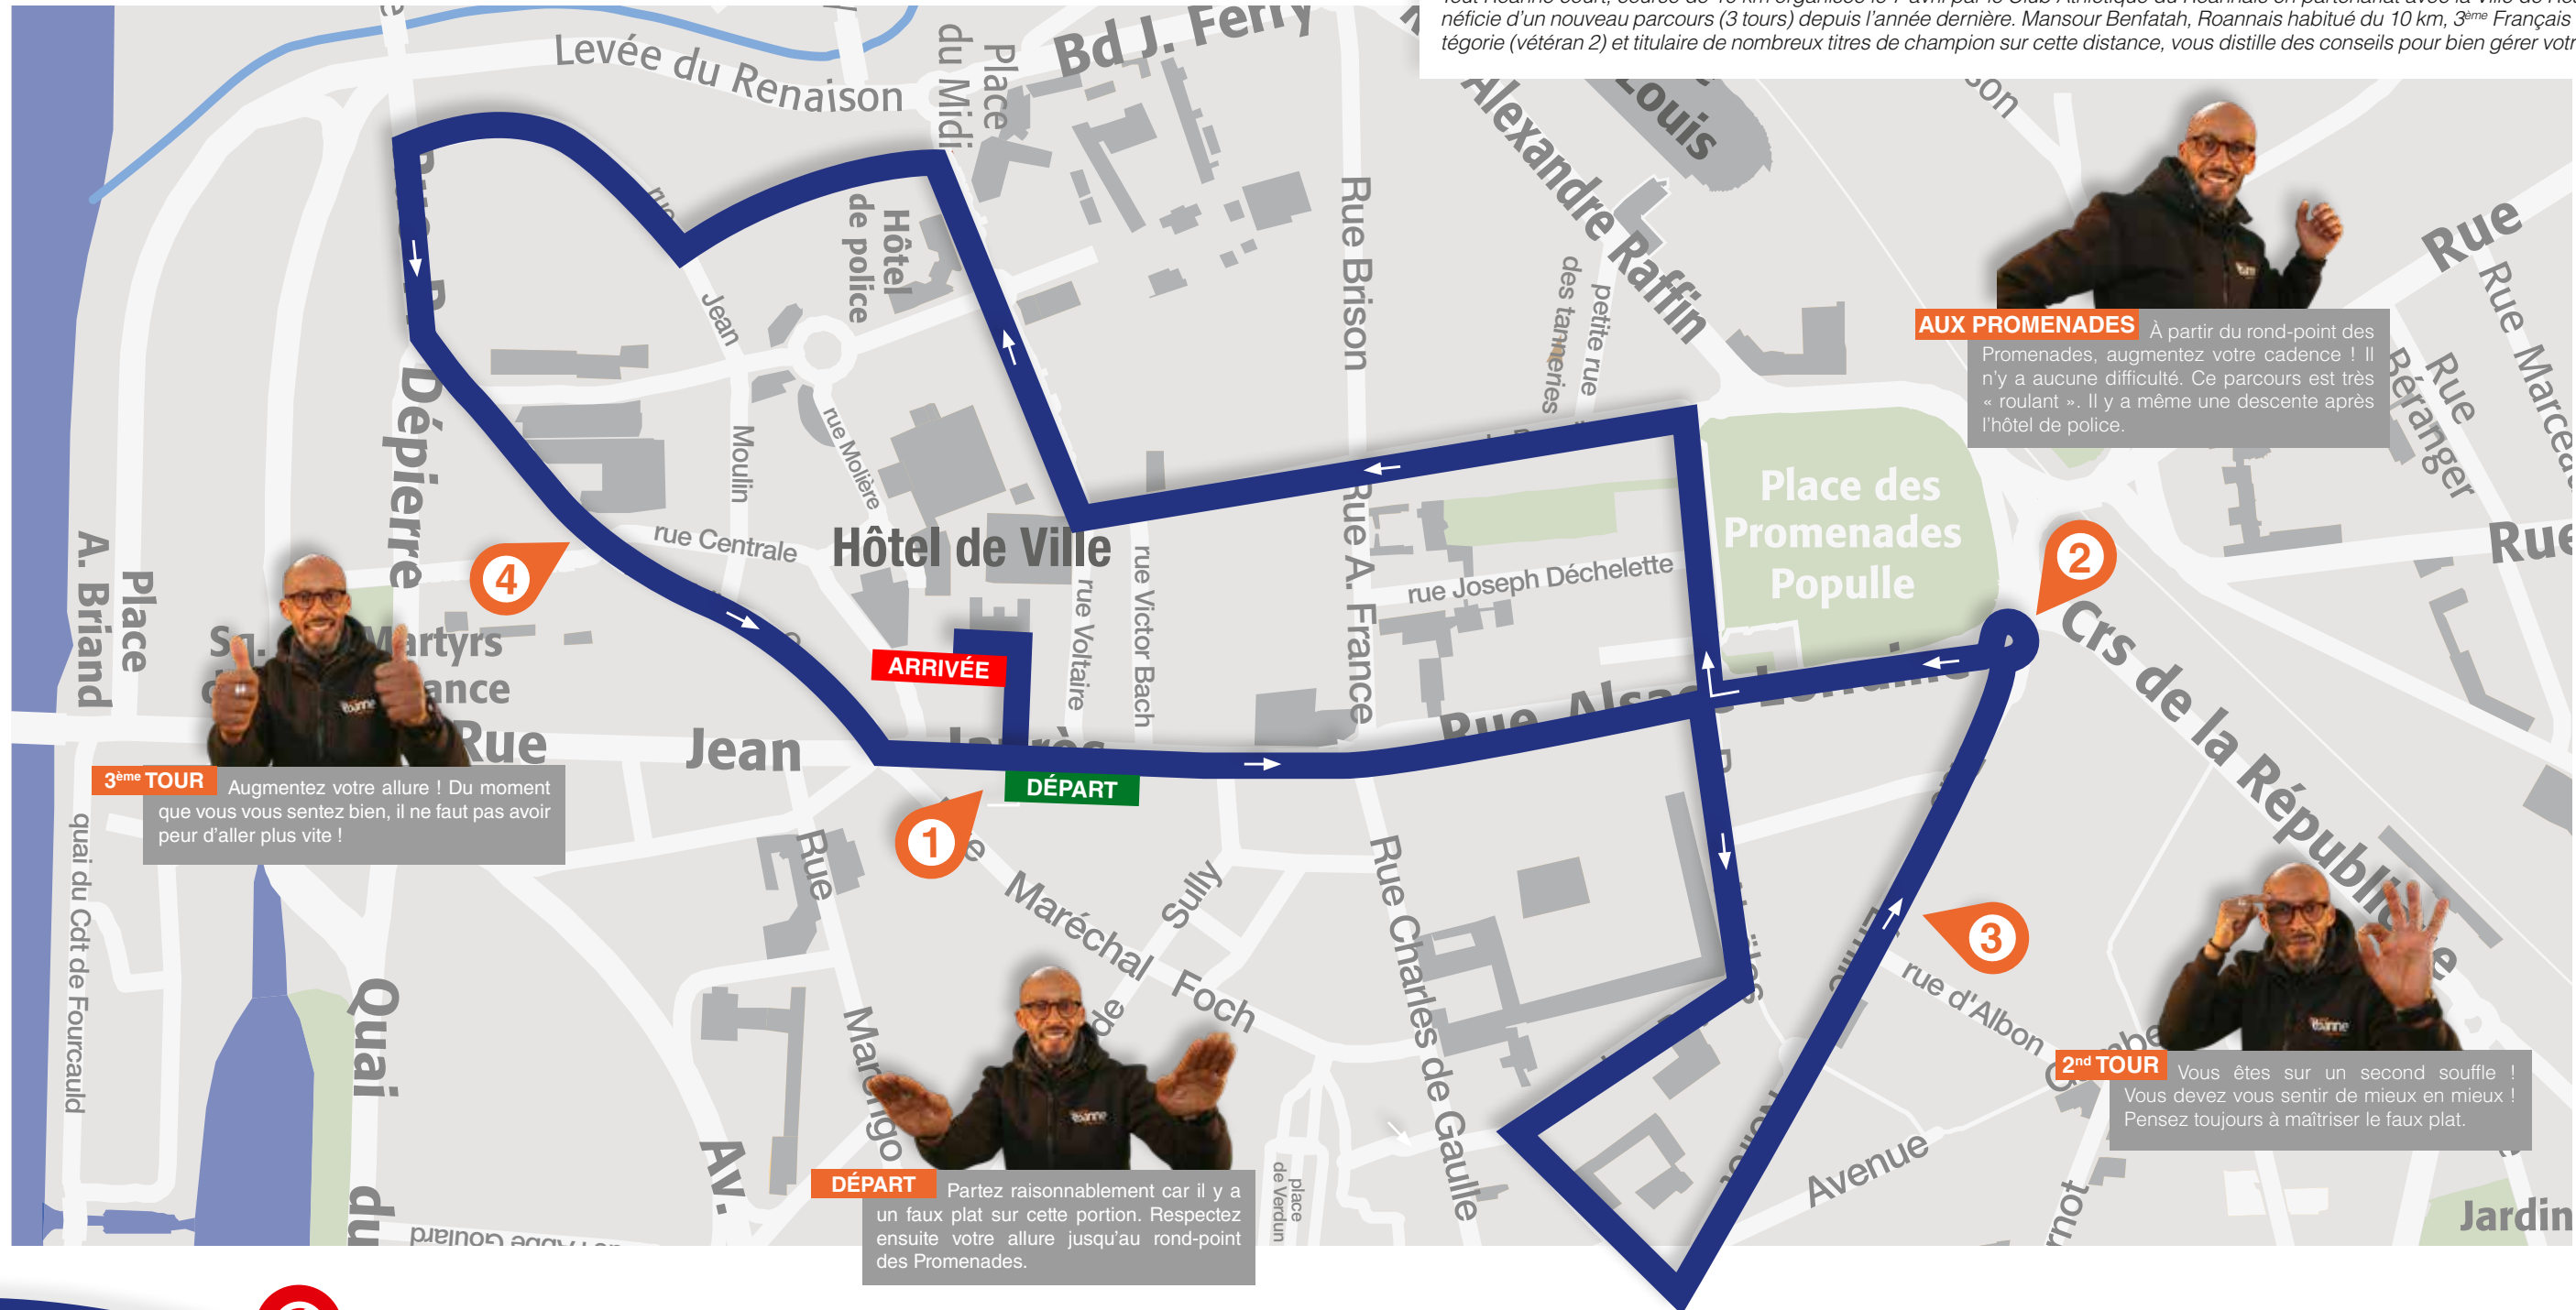 néficie d'un nouveau parcours (3 tours) depuis l'année dernière. Mansour Benfatah, Roannais habitué du 10 km, 3ème Français
tégorie (vétéran 2) et titulaire de nombreux titres de champion sur cette distance, vous distille des conseils pour bien gérer
Levée du Renaison
Place
du Midi
Bd J. Ferry
Alexandre Raffin
Louis
Hôtel
de police
rue
Jean
Moulin
rue Molière
Rue Brison
petite rue
des tanneries
Rue
Rue Marceau
Rue
Béranger
Rue
AUX PROMENADES À partir du rond-point des
Promenades, augmentez votre cadence ! Il
n'y a aucune difficulté. Ce parcours est très
« roulant ». Il y a même une descente après
l'hôtel de police.
Dépierre
Place des
Promenades
Populle
rue Centrale
Hôtel de Ville
rue Voltaire
rue Victor Bach
Rue A. France
rue Joseph Déchelette
Rue Alsace Lorraine
Crs de la République
Place
A. Briand
4
2
ARRIVÉE
DÉPART
1
3
Rue
Jean
Jaurès
3ème TOUR Augmentez votre allure ! Du moment
que vous vous sentez bien, il ne faut pas avoir
peur d'aller plus vite !
quai du Cdt de Fourcauld
Quai
du
Av.
Rue
Marengo
Maréchal Foch
de
Sully
Rue Charles de Gaulle
place
de Verdun
rue d'Albon
Avenue
Jardin
DÉPART Partez raisonnablement car il y a
un faux plat sur cette portion. Respectez
ensuite votre allure jusqu'au rond-point
des Promenades.
2nd TOUR Vous êtes sur un second souffle !
Vous devez vous sentir de mieux en mieux !
Pensez toujours à maîtriser le faux plat.